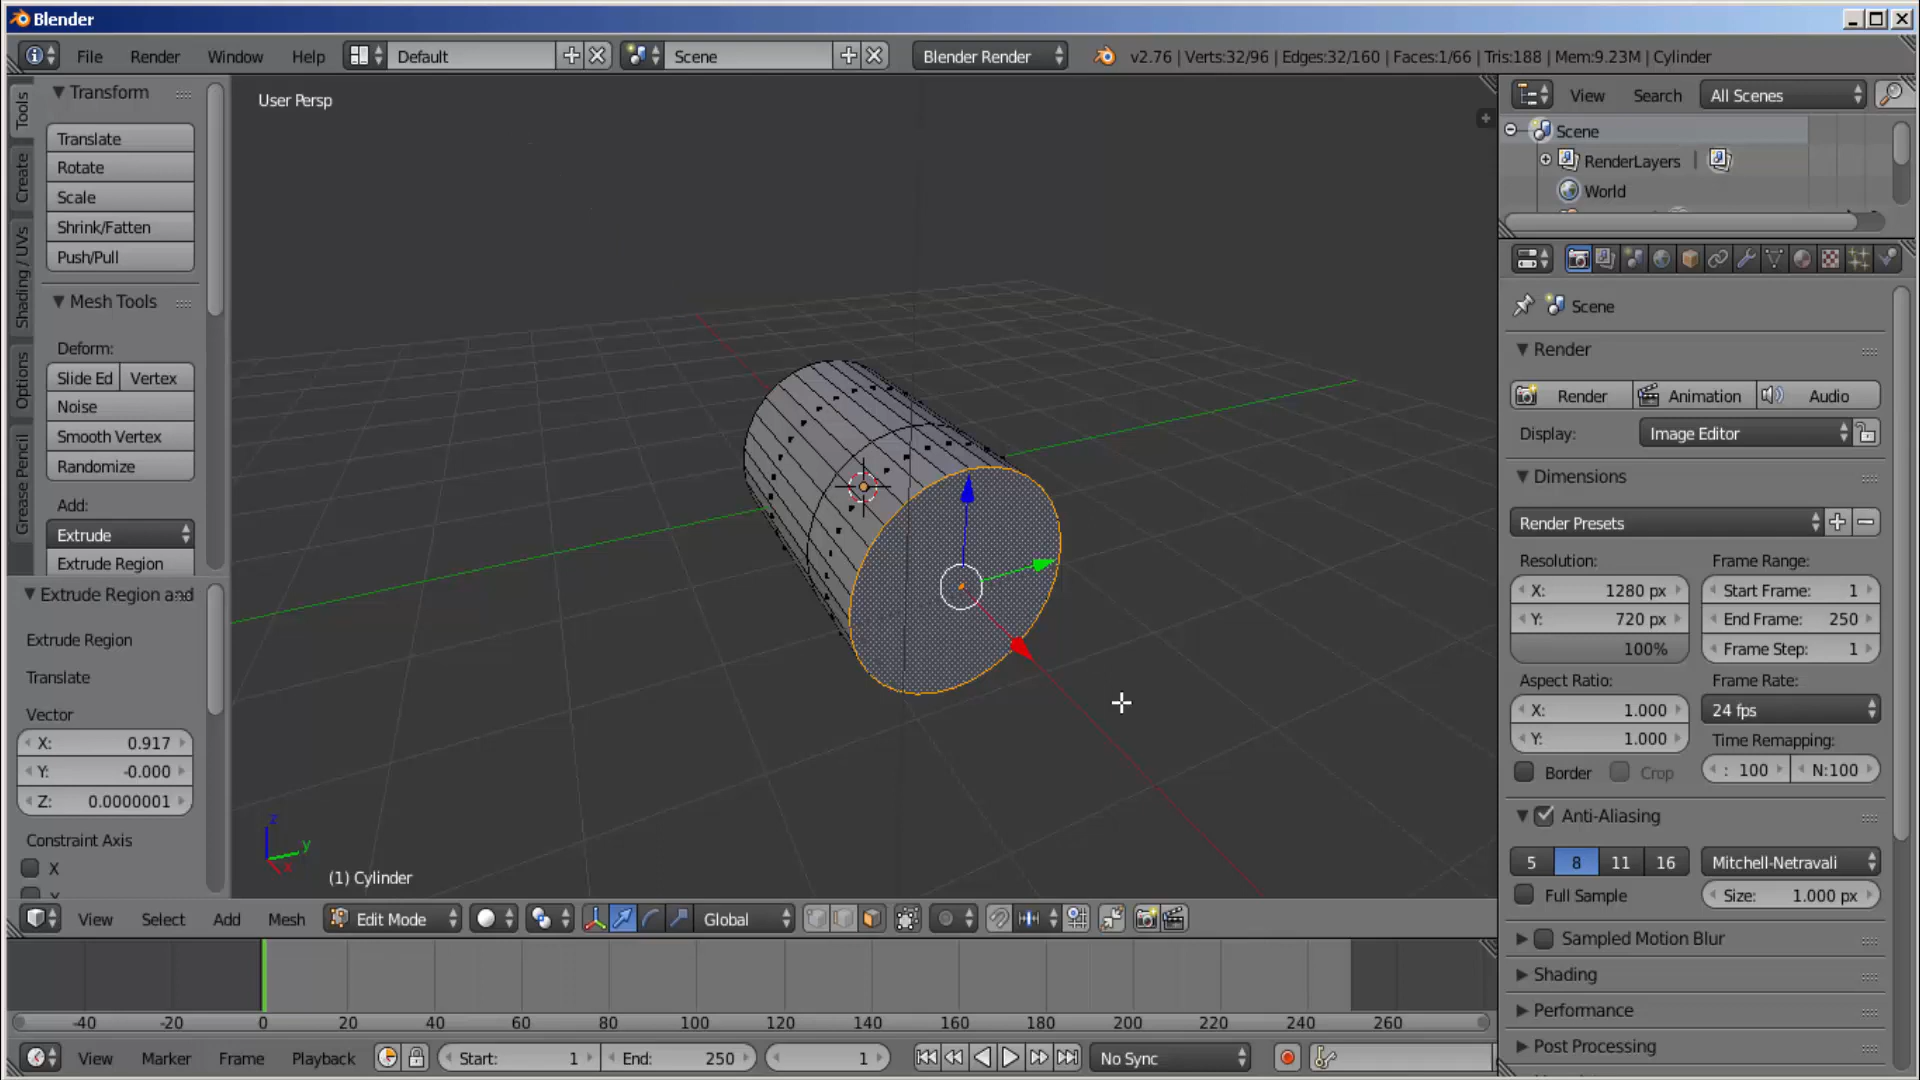 Blender
File Render Window Help Default Scene Blender Render v2.76 | Verts:32/96 | Edges:32/160 | Faces:1/66 | Tris:188 | Mem:9.23M | Cylinder
Tools
Create
Shading / UVs
Options
Grease Pencil
Transform
Translate
Rotate
Scale
Shrink/Fatten
Push/Pull
Mesh Tools
Deform:
Slide Ed Vertex
Noise
Smooth Vertex
Randomize
Add:
Extrude
Extrude Region
Extrude Region and
Extrude Region
Translate
Vector
X: 0.917
Y: -0.000
Z: 0.0000001
Constraint Axis
X
User Persp
z
y
x
(1) Cylinder
View Select Add Mesh Edit Mode Global
-40 -20 0 20 40 60 80 100 120 140 160 180 200 220 240 260
View Marker Frame Playback Start: 1 End: 250 1 No Sync
View Search All Scenes
Scene
RenderLayers |
World
Scene
Render
Render Animation Audio
Display: Image Editor
Dimensions
Render Presets
Resolution: Frame Range:
X: 1280 px Start Frame: 1
Y: 720 px End Frame: 250
100% Frame Step: 1
Aspect Ratio: Frame Rate:
X: 1.000 24 fps
Y: 1.000 Time Remapping:
Border Crop : 100 N:100
Anti-Aliasing
5 8 11 16 Mitchell-Netravali
Full Sample Size: 1.000 px
Sampled Motion Blur
Shading
Performance
Post Processing